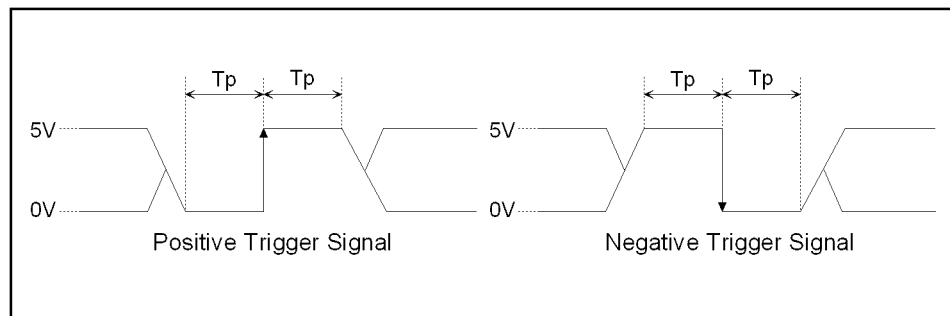 Tp Tp Tp Tp
5V 5V
0V 0V
Positive Trigger Signal Negative Trigger Signal